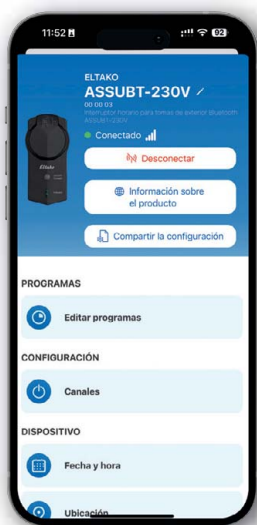 11:52
92
ELTAKO
ASSUBT-230V
00 00 03
Interruptor horario para tomas de exterior Bluetooth
ASSUBT-230V
Conectado
Desconectar
Información sobre
el producto
Compartir la configuración
Eltako
PROGRAMAS
Editar programas
CONFIGURACIÓN
Canales
DISPOSITIVO
Fecha y hora
Ubicación